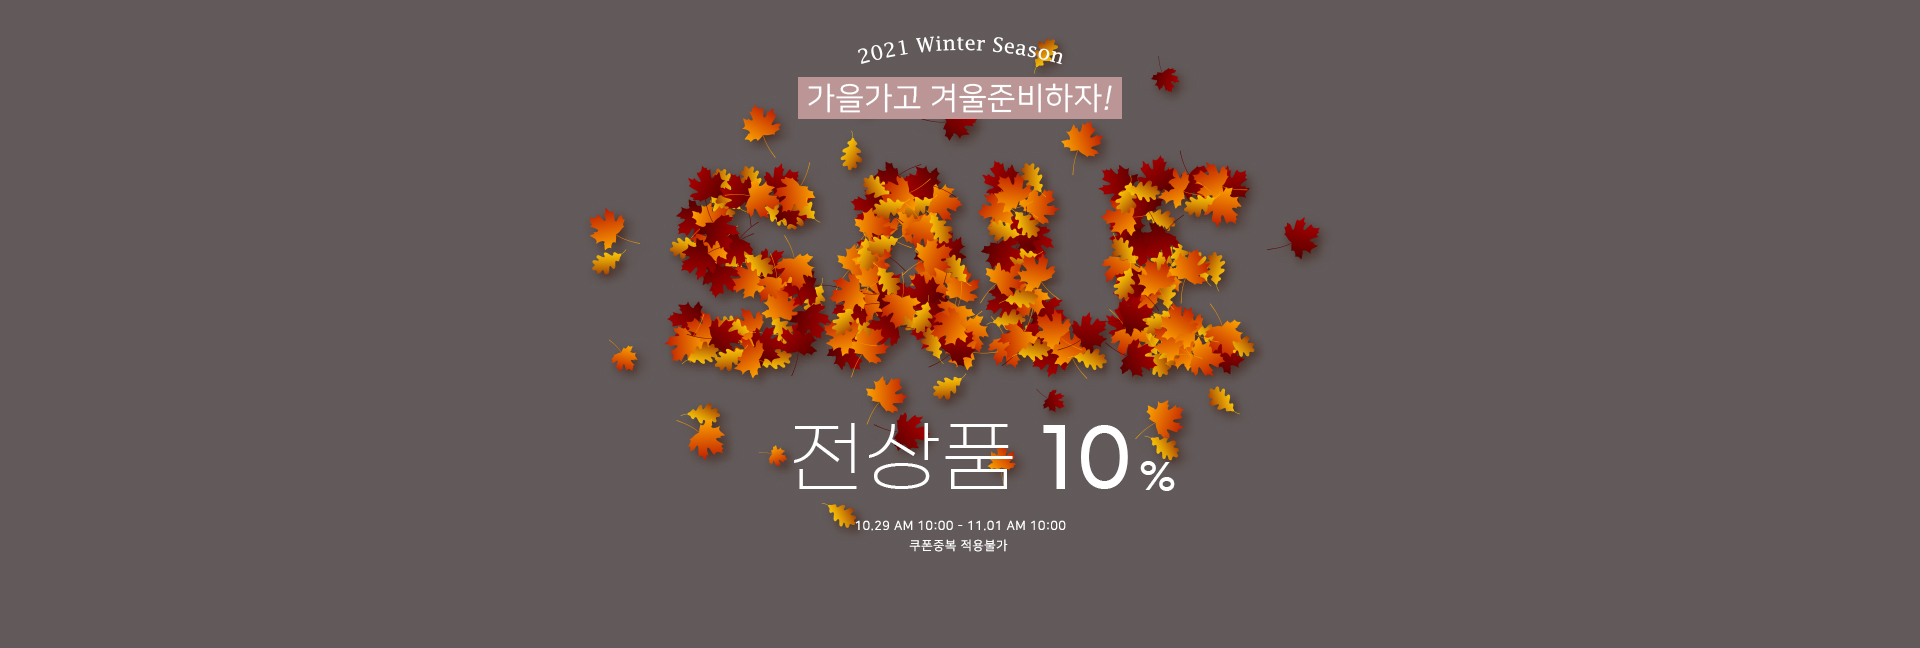 2021 Winter Season
가을가고 겨울준비하자!
SALE
전상품 10%
10.29 AM 10:00 - 11.01 AM 10:00
쿠폰중복 적용불가